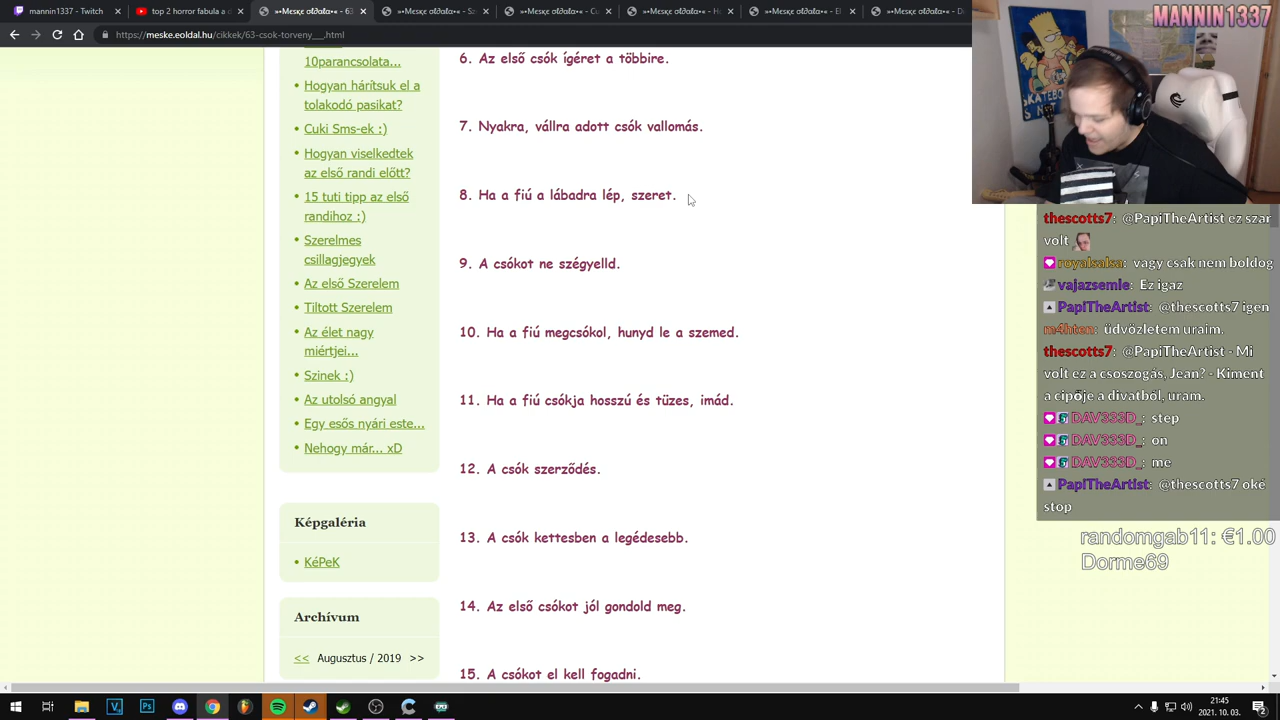 mannin1337 - Twitch
top 2 horror fabula a d
https://meske.eoldal.hu/cikkek/63-csok-torveny__.html
MANNIN1337
10parancsolata...
Hogyan hárítsuk el a
tolakodó pasikat?
Cuki Sms-ek :)
Hogyan viselkedtek
az első randi előtt?
15 tuti tipp az első
randihoz :)
Szerelmes
csillagjegyek
Az első Szerelem
Tiltott Szerelem
Az élet nagy
miértjei...
Szinek :)
Az utolsó angyal
Egy esős nyári este...
Nehogy már... xD
Képgaléria
KéPeK
Archívum
<< Augusztus / 2019 >>
6. Az első csók ígéret a többire.
7. Nyakra, vállra adott csók vallomás.
8. Ha a fiú a lábadra lép, szeret.
9. A csókot ne szégyelld.
10. Ha a fiú megcsókol, hunyd le a szemed.
11. Ha a fiú csókja hosszú és tüzes, imád.
12. A csók szerződés.
13. A csók kettesben a legédesebb.
14. Az első csókot jól gondold meg.
15. A csókot el kell fogadni.
SKATEB
IS NOT
thescotts7: @PapiTheArtist ez szar
volt
royalsalsa: vagy csak nem boldog
vajazsemle: Ez igaz
PapiTheArtist: @thescotts7 igen
m4hten: üdvözletem uraim.
thescotts7: @PapiTheArtist - Mi
volt ez a csoszogás, Jean? - Kiment
a cipője a divatból, uram.
DAV333D_: step
DAV333D_: on
DAV333D_: me
PapiTheArtist: @thescotts7 oké
stop
randomgab11: €1.00
Dorme69
21:45
2021. 10. 03.